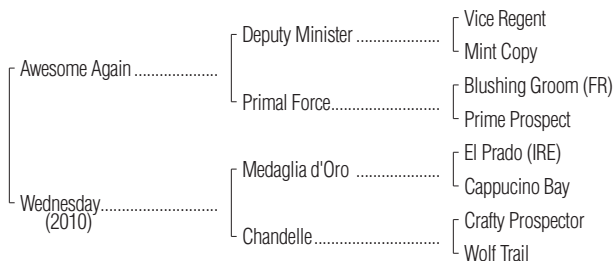 Vice Regent
Deputy Minister ....................
Mint Copy
Awesome Again ....................
Blushing Groom (FR)
Primal Force..........................
Prime Prospect
El Prado (IRE)
Medaglia d'Oro ....................
Cappucino Bay
Wednesday............................
(2010)
Crafty Prospector
Chandelle..............................
Wolf Trail